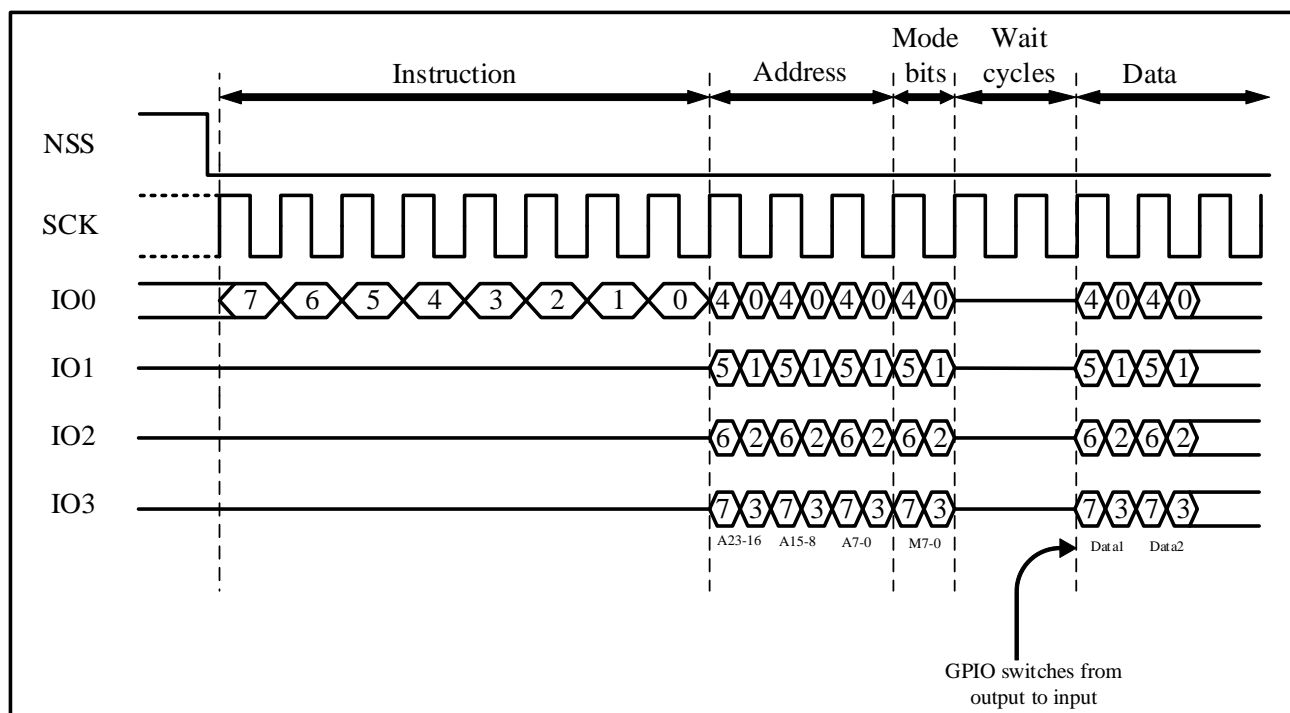 Mode Wait
Instruction Address bits cycles Data
NSS
SCK
IO0 7 6 5 4 3 2 1 0 4 0 4 0 4 0 4 0 4 0 4 0
IO1 5 1 5 1 5 1 5 1 5 1 5 1
IO2 6 2 6 2 6 2 6 2 6 2 6 2
IO3 7 3 7 3 7 3 7 3 7 3 7 3
A23-16 A15-8 A7-0 M7-0 Data1 Data2
GPIO switches from
output to input